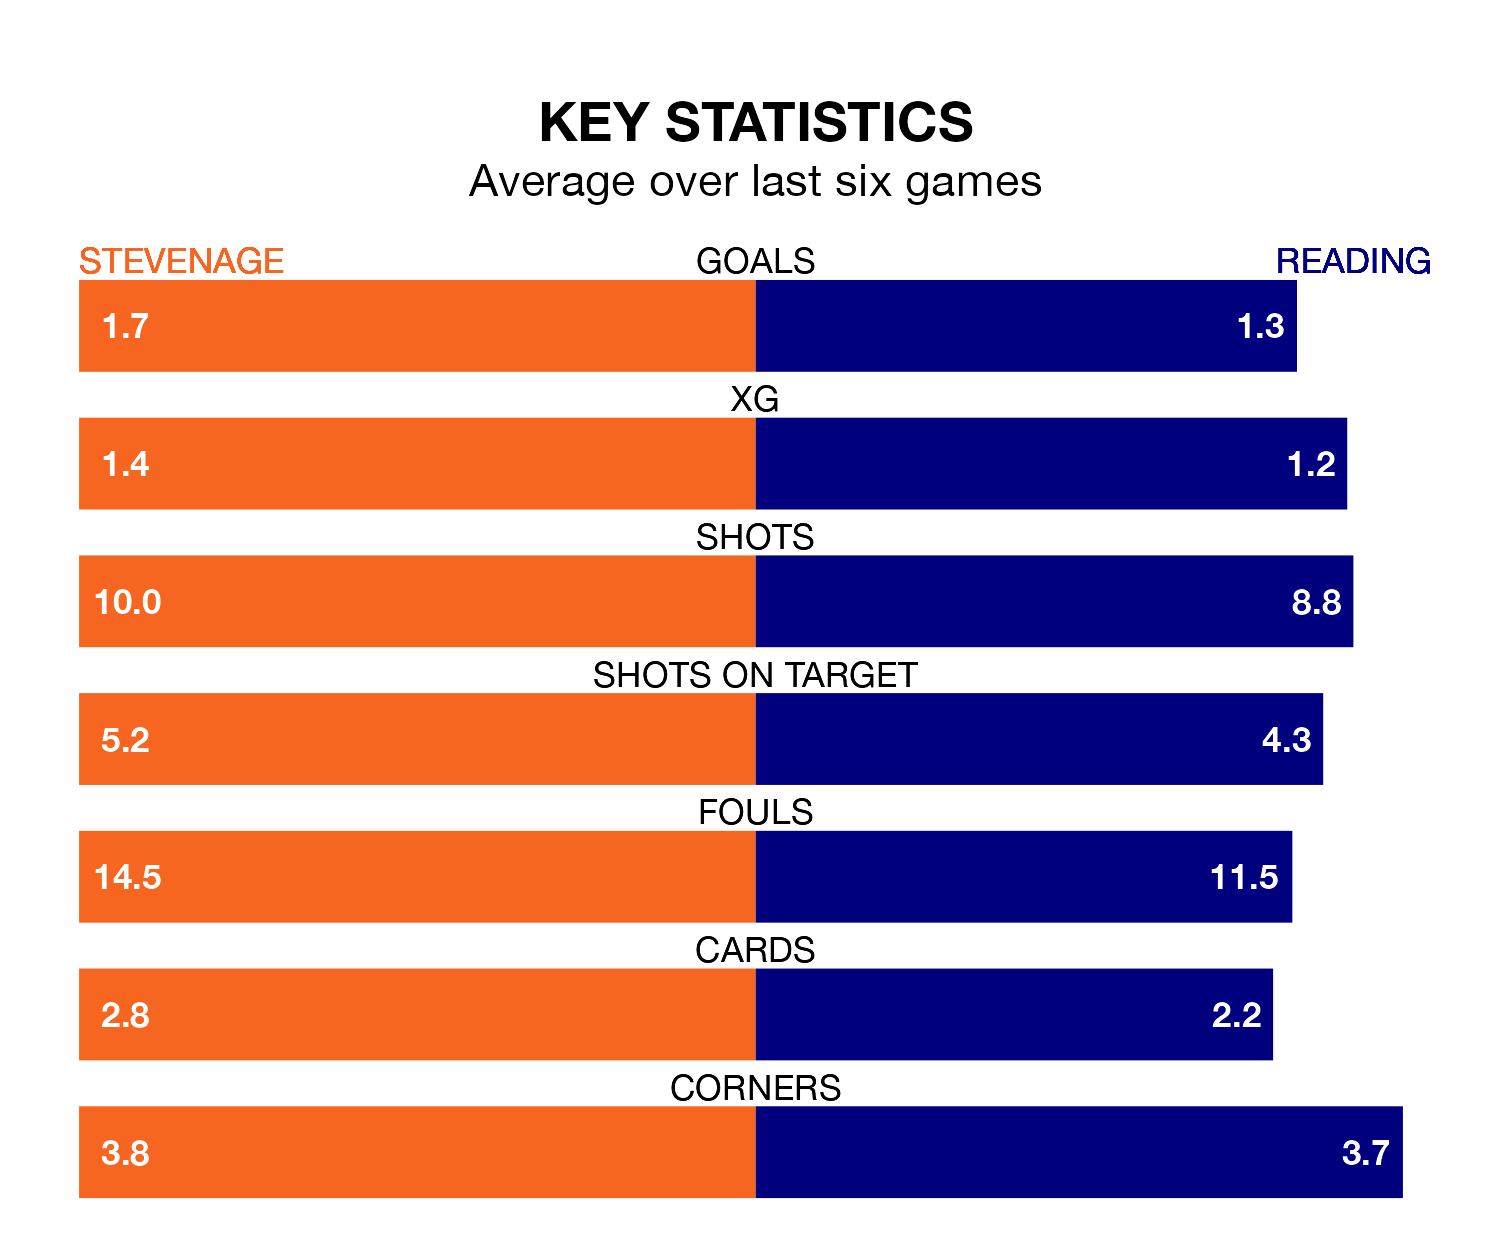 KEY STATISTICS
Average over last six games
STEVENAGE GOALS READING
1.7 1.3
XG
1.4 1.2
SHOTS
10.0 8.8
SHOTS ON TARGET
5.2 4.3
FOULS
14.5 11.5
CARDS
2.8 2.2
CORNERS
3.8 3.7